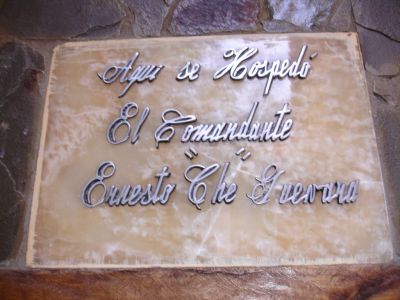 Aqui se Hospedó
El Comandante
Ernesto "Che" Guevara